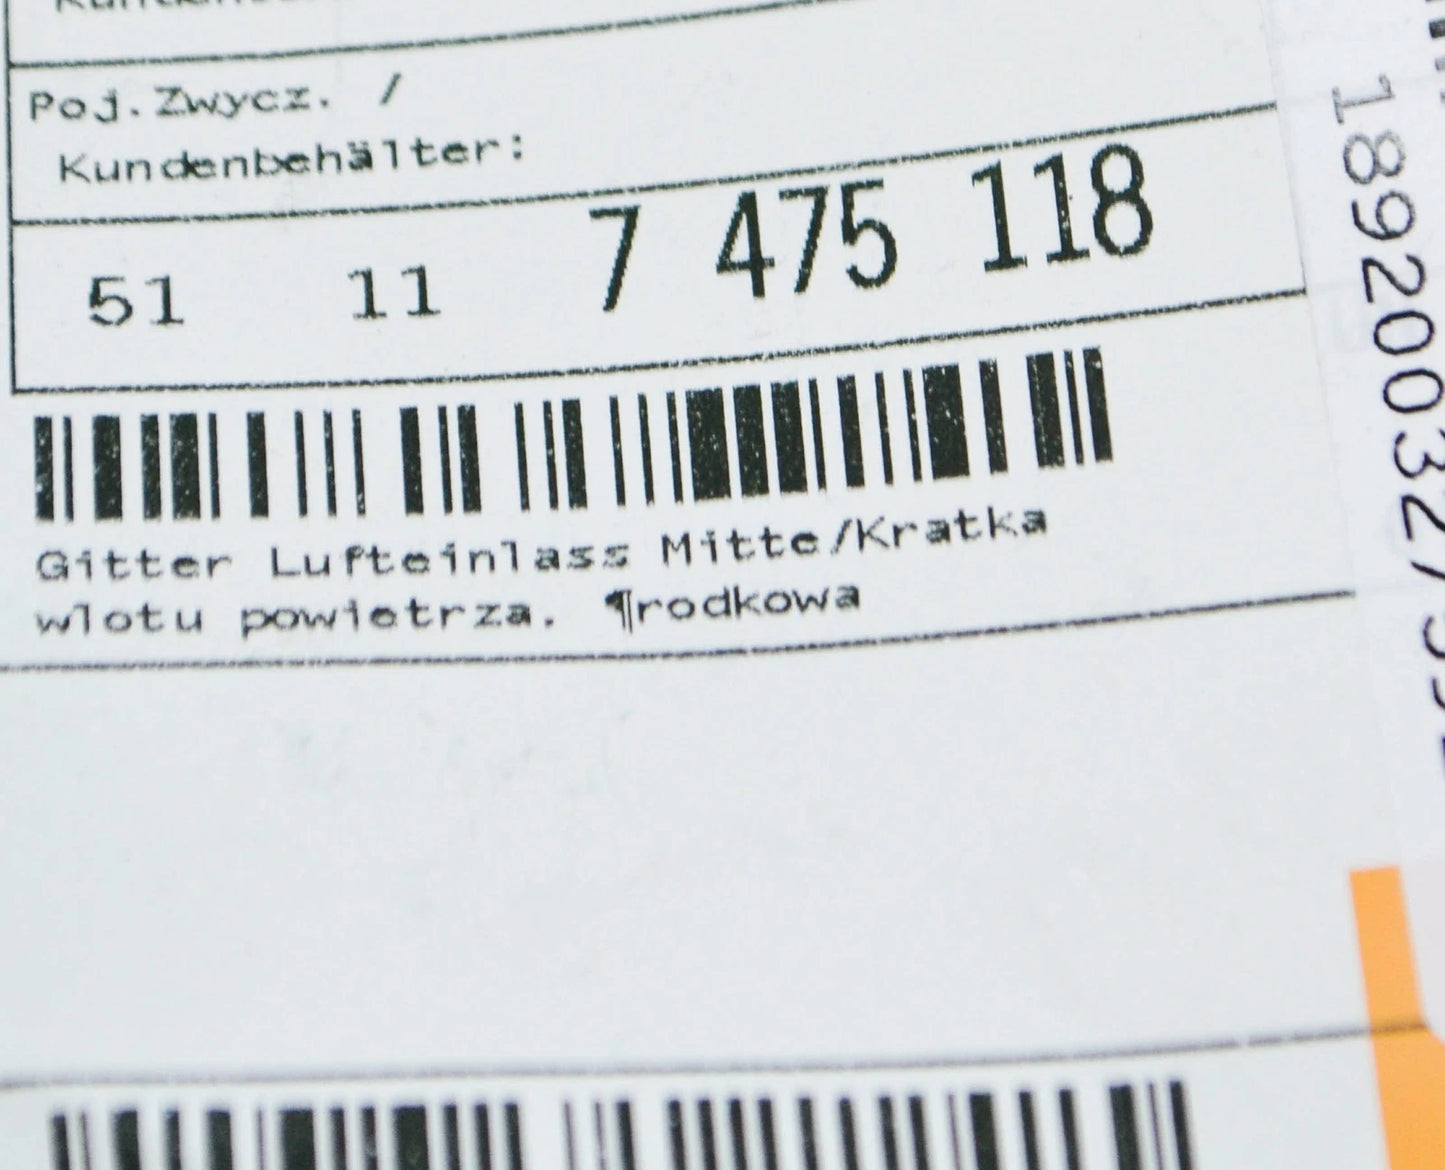 Poj.Zwycz. /
Kundenbehälter:
51 11 7 475 118
Gitter Lufteinlass Mitte/Kratka
wlotu powietrza. ¶rodkowa